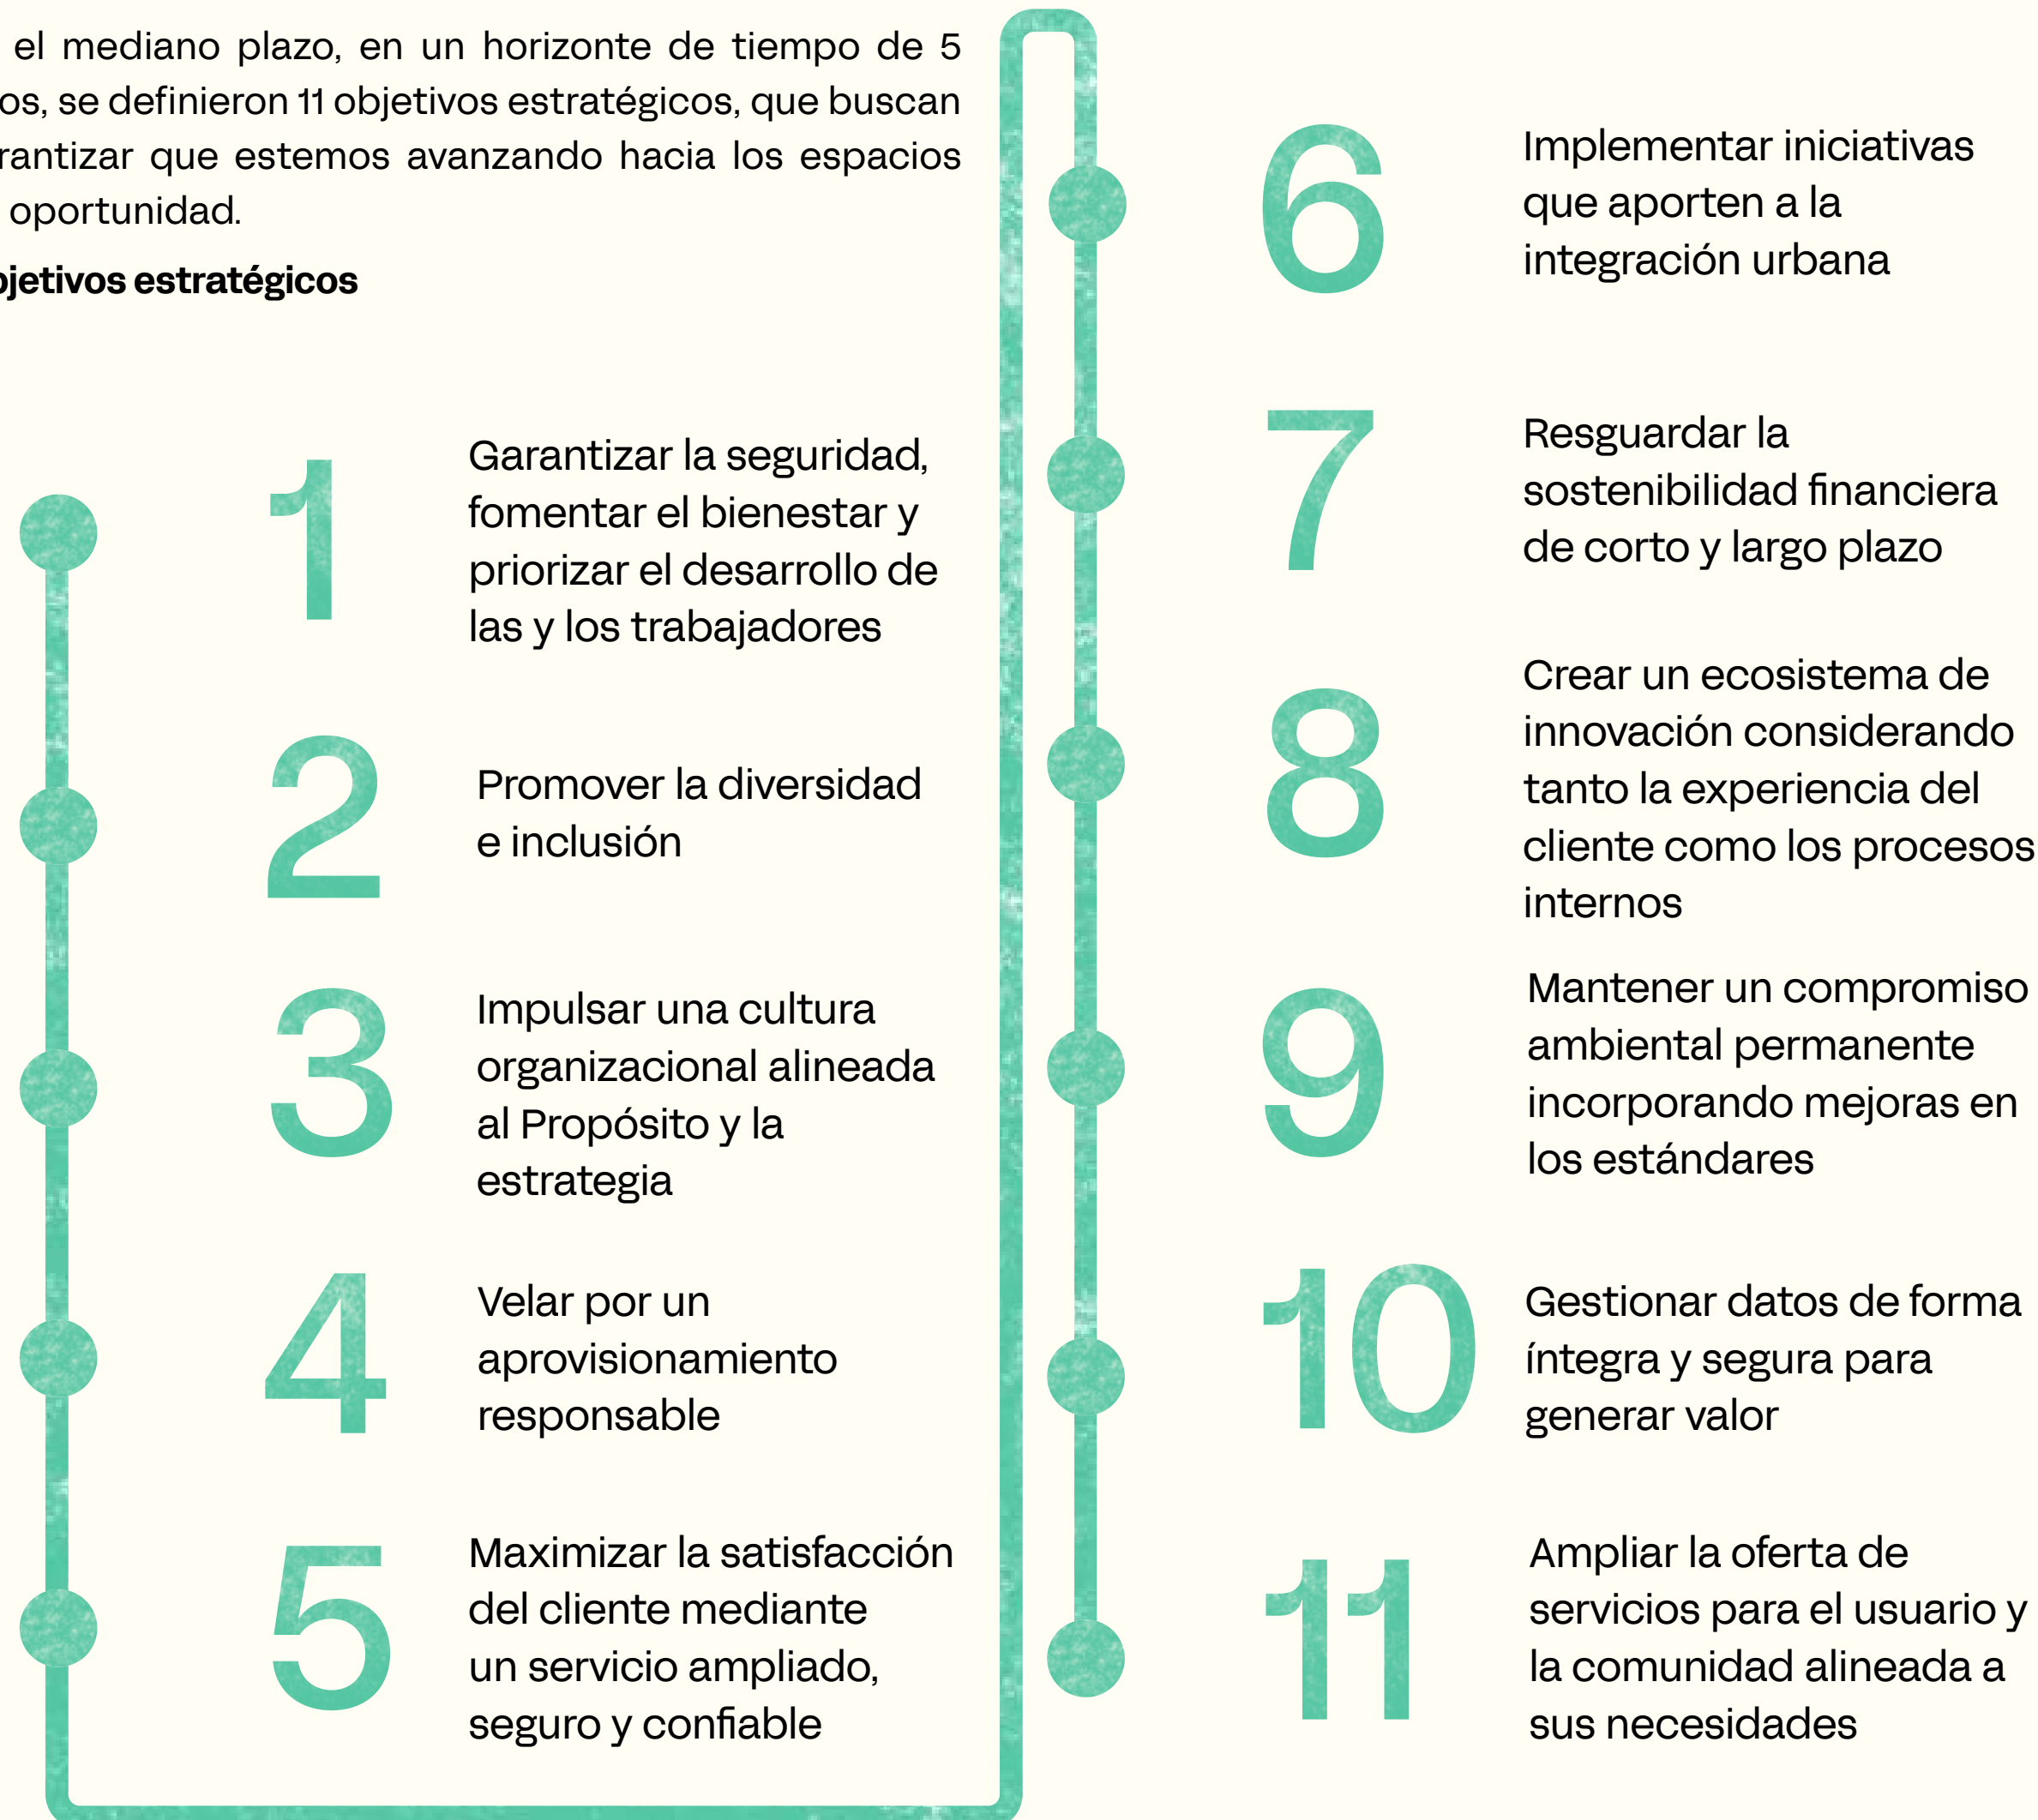 el mediano plazo, en un horizonte de tiempo de 5
se definieron 11 objetivos estratégicos, que buscan
que estemos avanzando hacia los espacios
oportunidad.
estratégicos
1
Garantizar la seguridad,
fomentar el bienestar y
priorizar el desarrollo de
las y los trabajadores
2
Promover la diversidad
e inclusión
3
Impulsar una cultura
organizacional alineada
al Propósito y la
estrategia
4
Velar por un
aprovisionamiento
responsable
5
Maximizar la satisfacción
del cliente mediante
un servicio ampliado,
seguro y confiable
6
Implementar iniciativas
que aporten a la
integración urbana
7
Resguardar la
sostenibilidad financiera
de corto y largo plazo
8
Crear un ecosistema de
innovación considerando
tanto la experiencia del
cliente como los procesos
internos
9
Mantener un compromiso
ambiental permanente
incorporando mejoras en
los estándares
10
Gestionar datos de forma
íntegra y segura para
generar valor
11
Ampliar la oferta de
servicios para el usuario y
la comunidad alineada a
sus necesidades